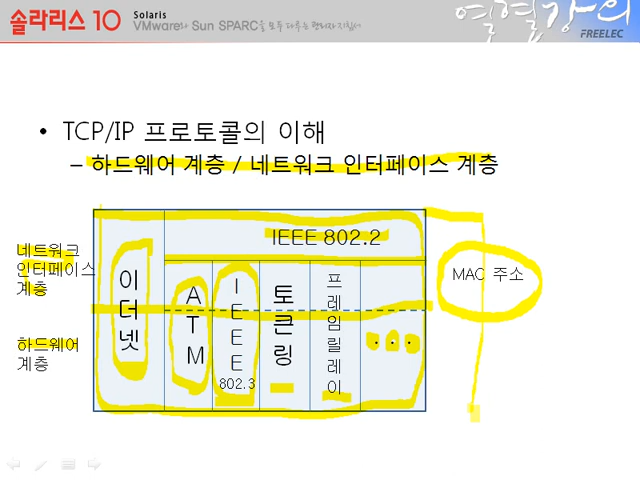 솔라리스 10
Solaris
VMware와 Sun SPARC을 모두 다루는 관리자 지침서
열혈강의
FREELEC
• TCP/IP 프로토콜의 이해
– 하드웨어 계층 / 네트워크 인터페이스 계층
네트워크
인터페이스
계층
하드웨어
계층
이더넷
IEEE 802.2
ATM
IEEE
802.3
토큰링
프레임릴레이
...
MAC 주소